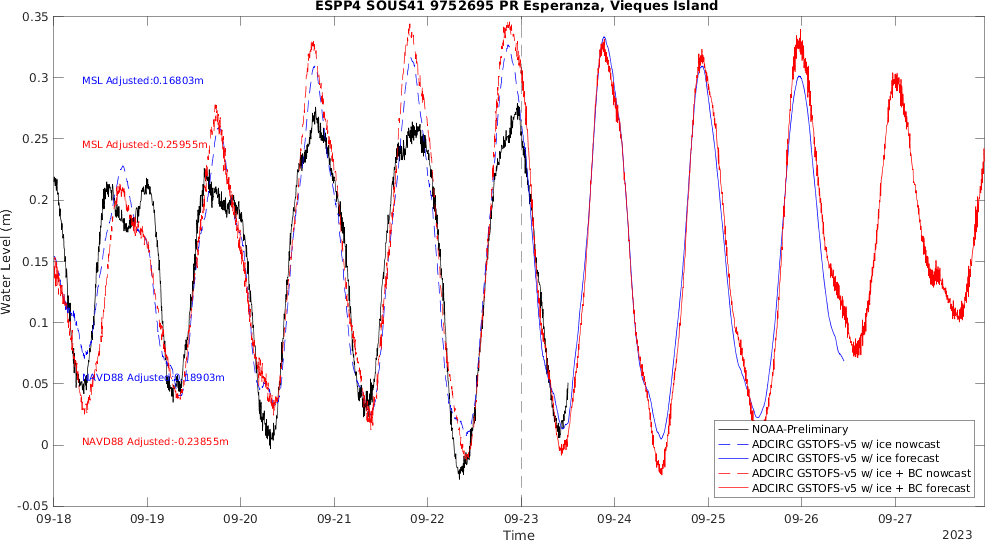 ESPP4 SOUS41 9752695 PR Esperanza, Vieques Island
0.35
0.3
0.25
0.2
0.15
0.1
0.05
0
-0.05
Water Level (m)
MSL Adjusted:0.16803m
MSL Adjusted:-0.25955m
NAVD88 Adjusted:0.18903m
NAVD88 Adjusted:-0.23855m
NOAA-Preliminary
ADCIRC GSTOFS-v5 w/ ice nowcast
ADCIRC GSTOFS-v5 w/ ice forecast
ADCIRC GSTOFS-v5 w/ ice + BC nowcast
ADCIRC GSTOFS-v5 w/ ice + BC forecast
09-18 09-19 09-20 09-21 09-22 09-23 09-24 09-25 09-26 09-27
Time
2023